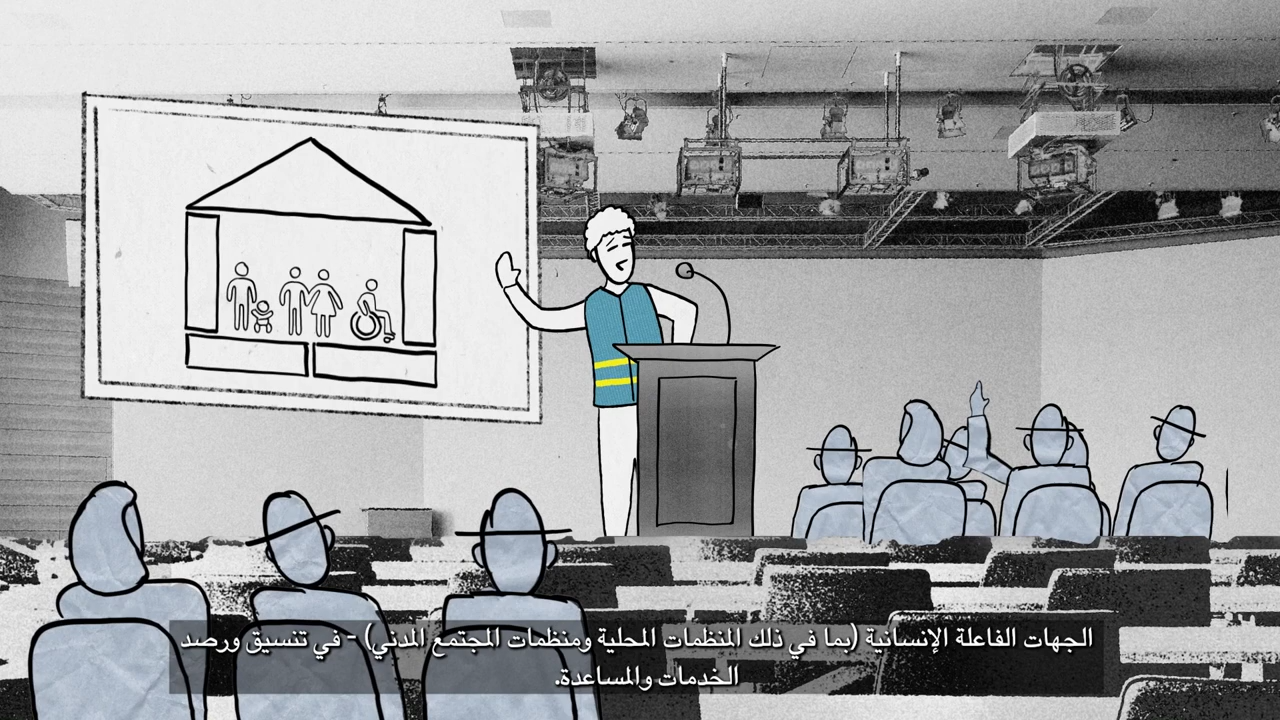 الجهات الفاعلة الإنسانية (بما في ذلك المنظمات المحلية ومنظمات المجتمع المدني) - في تنسيق ورصد
الخدمات والمساعدة.